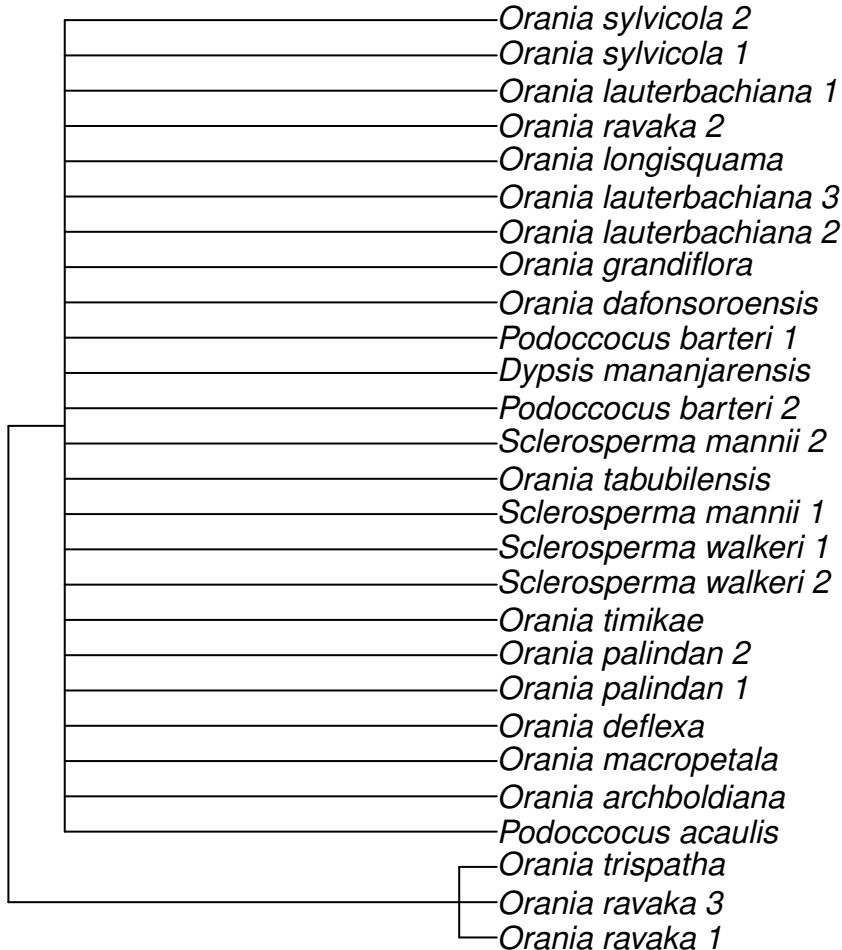 Orania sylvicola 2
Orania sylvicola 1
Orania lauterbachiana 1
Orania ravaka 2
Orania longisquama
Orania lauterbachiana 3
Orania lauterbachiana 2
Orania grandiflora
Orania dafonsoroensis
Podoccocus barteri 1
Dypsis mananjarensis
Podoccocus barteri 2
Sclerosperma mannii 2
Orania tabubilensis
Sclerosperma mannii 1
Sclerosperma walkeri 1
Sclerosperma walkeri 2
Orania timikae
Orania palindan 2
Orania palindan 1
Orania deflexa
Orania macropetala
Orania archboldiana
Podoccocus acaulis
Orania trispatha
Orania ravaka 3
Orania ravaka 1